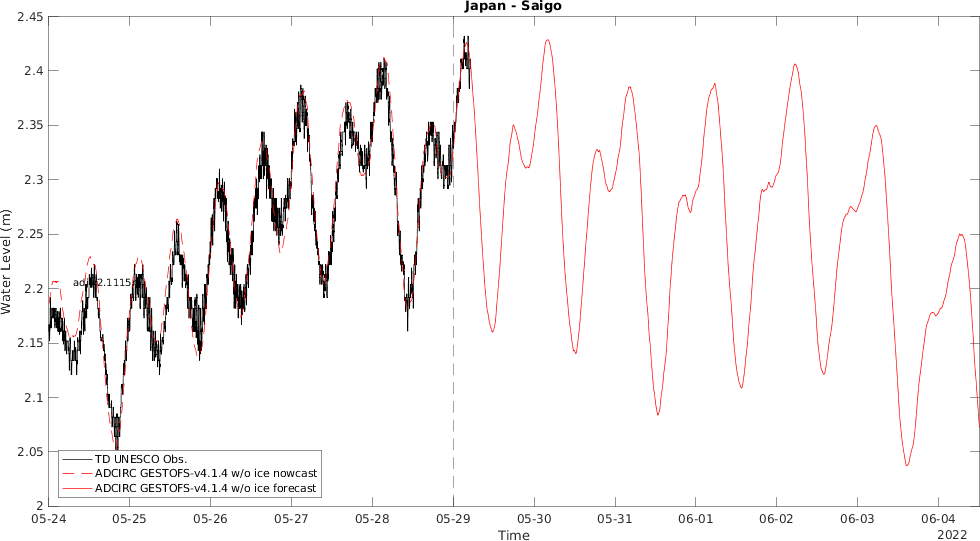 Japan - Saigo
2.45
2.4
2.35
2.3
2.25
2.2
2.15
2.1
2.05
2
Water Level (m)
TD UNESCO Obs.
ADCIRC GESTOFS-v4.1.4 w/o ice nowcast
ADCIRC GESTOFS-v4.1.4 w/o ice forecast
05-24 05-25 05-26 05-27 05-28 05-29 05-30 05-31 06-01 06-02 06-03 06-04
Time
2022